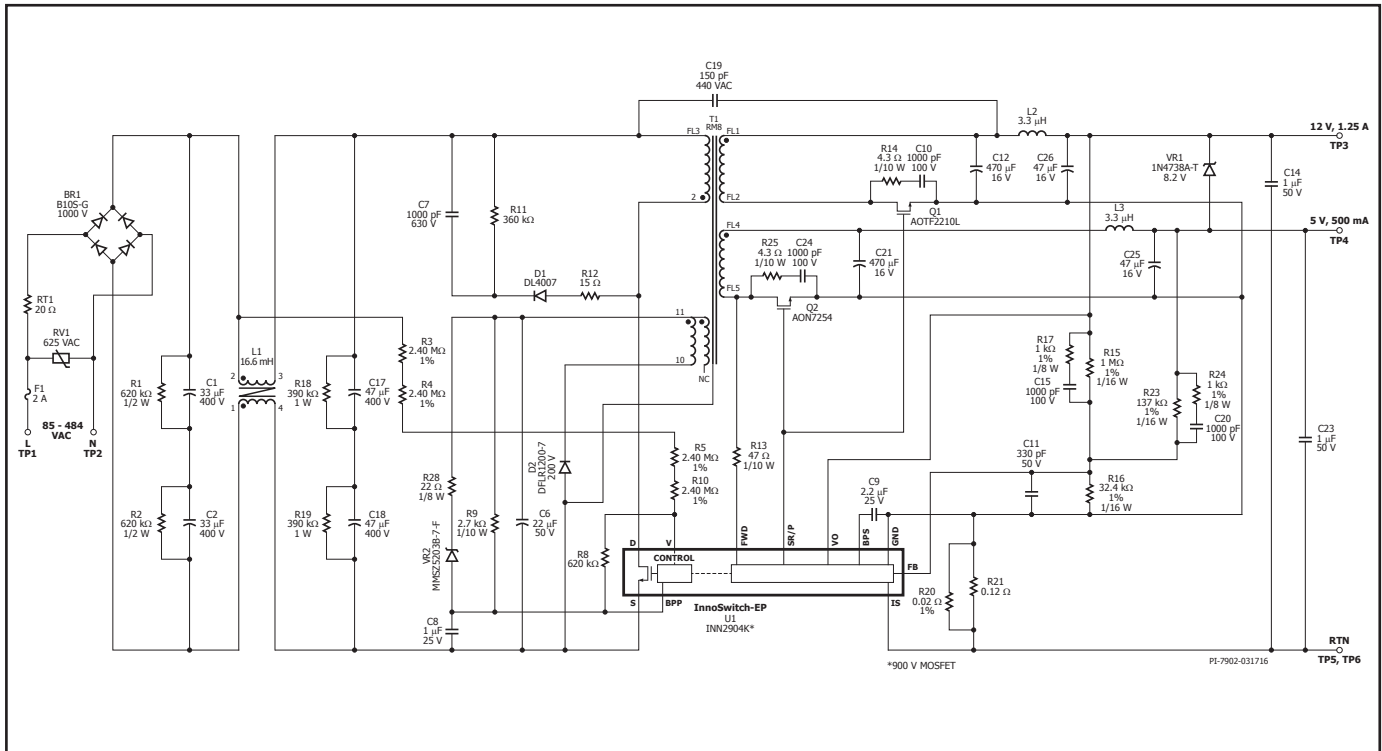 C19
150 pF
440 VAC
T1
RM8
FL3
FL1
2
FL2
FL4
FL5
11
10
NC
L2
3.3 μH
12 V, 1.25 A
TP3
R14
4.3 Ω
1/10 W
C10
1000 pF
100 V
C12
470 μF
16 V
C26
47 μF
16 V
VR1
1N4738A-T
8.2 V
C14
1 μF
50 V
Q1
AOTF2210L
BR1
B10S-G
1000 V
C7
1000 pF
630 V
R11
360 kΩ
L3
3.3 μH
5 V, 500 mA
TP4
R25
4.3 Ω
1/10 W
C24
1000 pF
100 V
C21
470 μF
16 V
C25
47 μF
16 V
Q2
AON7254
D1
DL4007
R12
15 Ω
RT1
20 Ω
RV1
625 VAC
F1
2 A
85 - 484
VAC
L
TP1
N
TP2
R1
620 kΩ
1/2 W
C1
33 μF
400 V
L1
16.6 mH
2
3
1
4
R18
390 kΩ
1 W
C17
47 μF
400 V
R3
2.40 MΩ
1%
R4
2.40 MΩ
1%
R17
1 kΩ
1%
1/8 W
C15
1000 pF
100 V
R15
1 MΩ
1%
1/16 W
R23
137 kΩ
1%
1/16 W
R24
1 kΩ
1%
1/8 W
C20
1000 pF
100 V
C23
1 μF
50 V
R2
620 kΩ
1/2 W
C2
33 μF
400 V
R19
390 kΩ
1 W
C18
47 μF
400 V
R28
22 Ω
1/8 W
VR2
MMSZ5203B-7-F
R9
2.7 kΩ
1/10 W
C6
22 μF
50 V
D2
DFLR1200-7
200 V
R5
2.40 MΩ
1%
R10
2.40 MΩ
1%
R13
47 Ω
1/10 W
C11
330 pF
50 V
C9
2.2 μF
25 V
R16
32.4 kΩ
1%
1/16 W
R8
620 kΩ
D
V
FWD
SR/P
VO
BPS
GND
CONTROL
FB
S
BPP
IS
InnoSwitch-EP
U1
INN2904K*
C8
1 μF
25 V
R20
0.02 Ω
1%
R21
0.12 Ω
*900 V MOSFET
PI-7902-031716
RTN
TP5, TP6